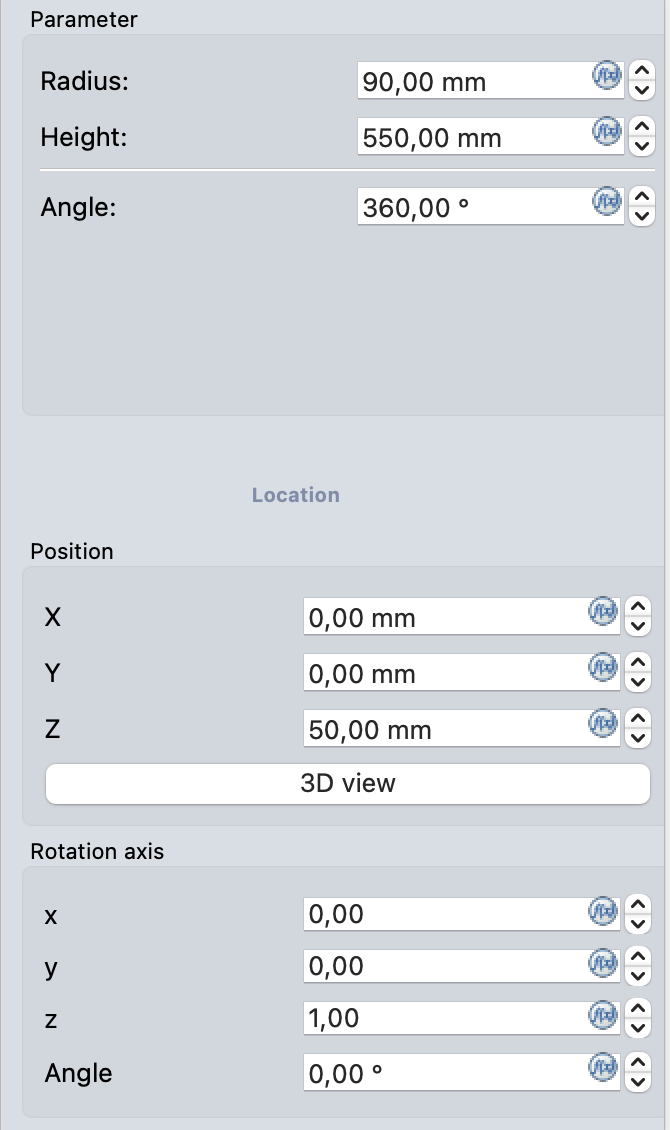 Parameter
Radius: 90,00 mm
Height: 550,00 mm
Angle: 360,00 °
Location
Position
X 0,00 mm
Y 0,00 mm
Z 50,00 mm
3D view
Rotation axis
x 0,00
y 0,00
z 1,00
Angle 0,00 °